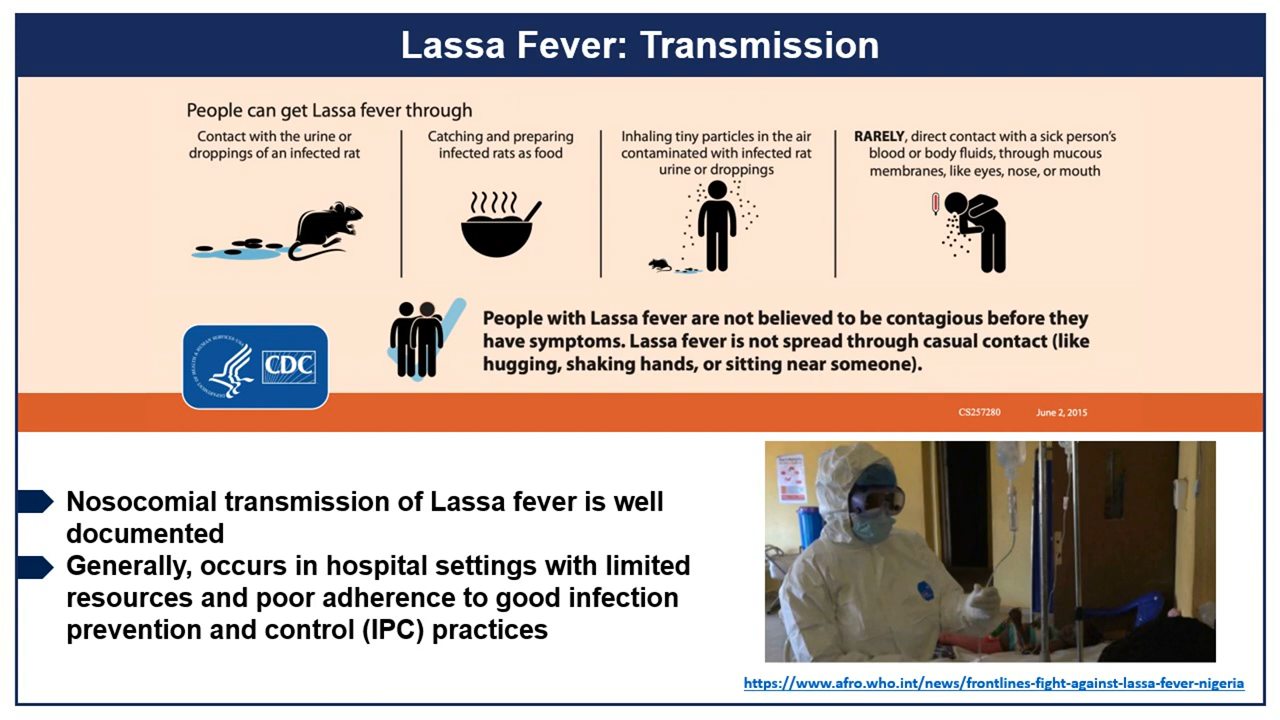 Lassa Fever: Transmission
People can get Lassa fever through
Contact with the urine or
droppings of an infected rat
Catching and preparing
infected rats as food
Inhaling tiny particles in the air
contaminated with infected rat
urine or droppings
RARELY, direct contact with a sick person's
blood or body fluids, through mucous
membranes, like eyes, nose, or mouth
People with Lassa fever are not believed to be contagious before they
have symptoms. Lassa fever is not spread through casual contact (like
hugging, shaking hands, or sitting near someone).
CDC
CS257280 June 2, 2015
Nosocomial transmission of Lassa fever is well
documented
Generally, occurs in hospital settings with limited
resources and poor adherence to good infection
prevention and control (IPC) practices
https://www.afro.who.int/news/frontlines-fight-against-lassa-fever-nigeria